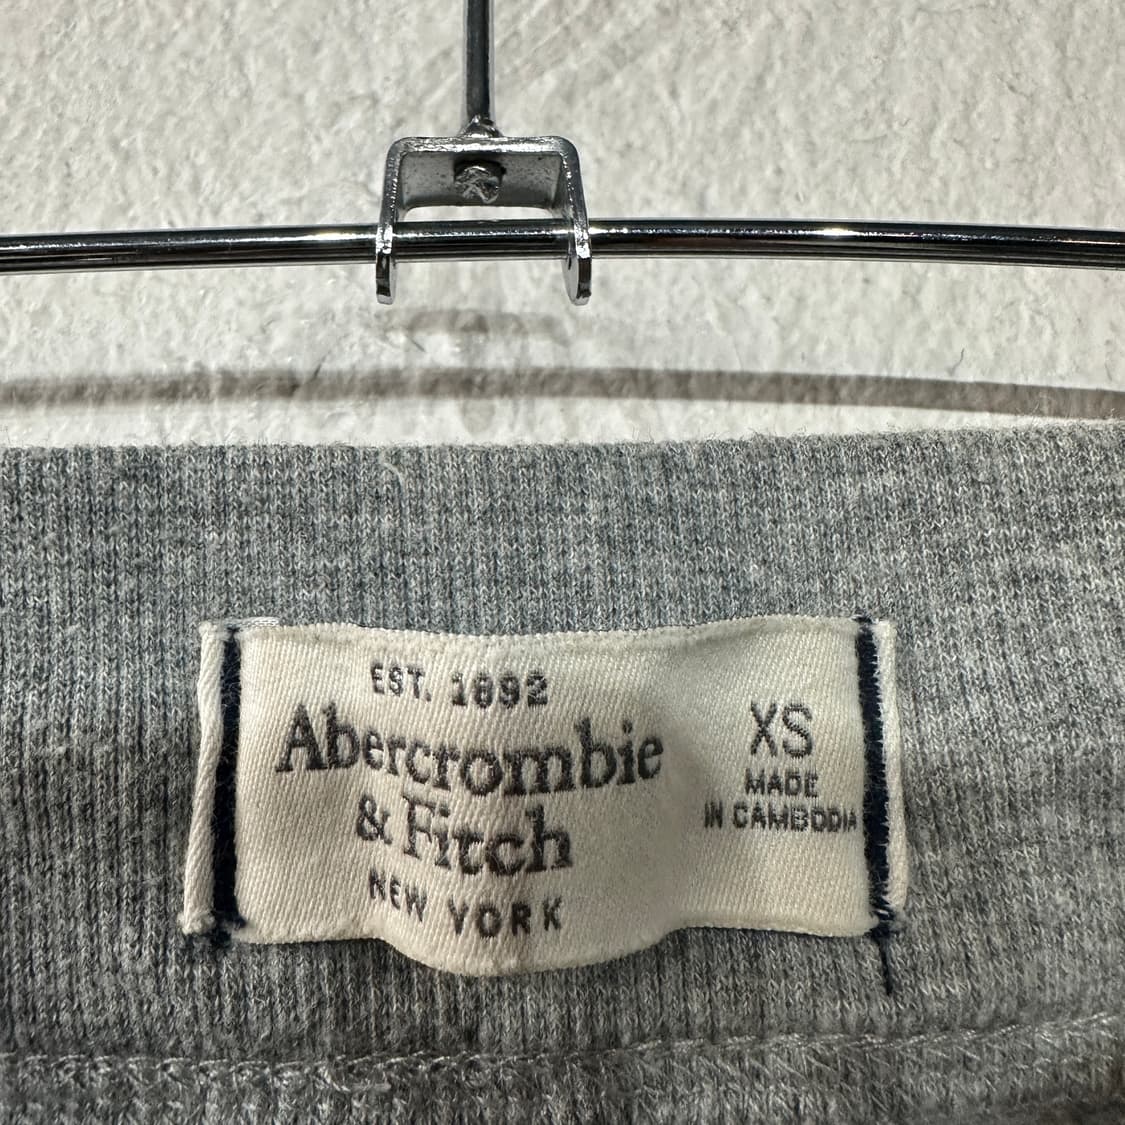 EST. 1892
Abercrombie
& Fitch
NEW YORK
XS
MADE
IN CAMBODIA